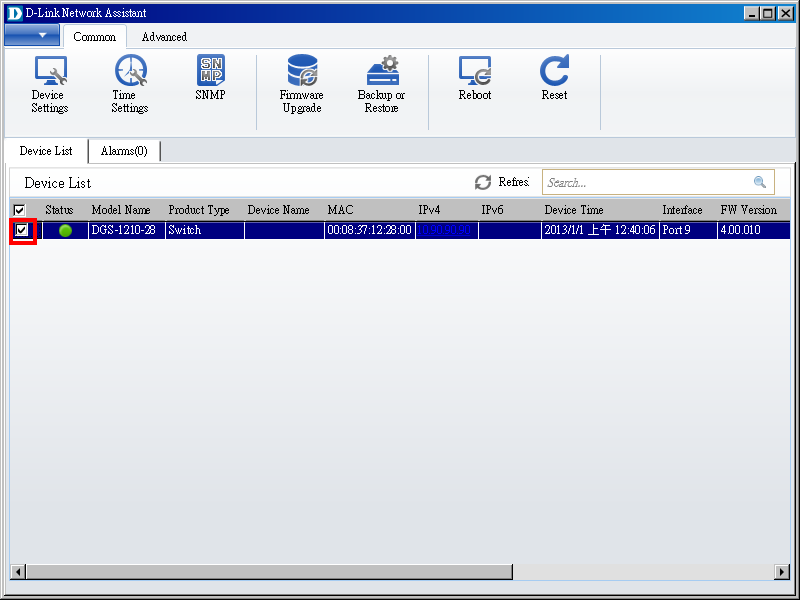 D-Link Network Assistant
Common Advanced
Device Settings
Time Settings
SNMP
SNMP
Firmware Upgrade
Backup or Restore
Reboot
Reset
Device List Alarms(0)
Device List Refres Search...
Status Model Name Product Type Device Name MAC IPv4 IPv6 Device Time Interface FW Version
DGS-1210-28 Switch 00:08:37:12:28:00 10.90.90.90 2013/1/1 上午 12:40:06 Port 9 4.00.010